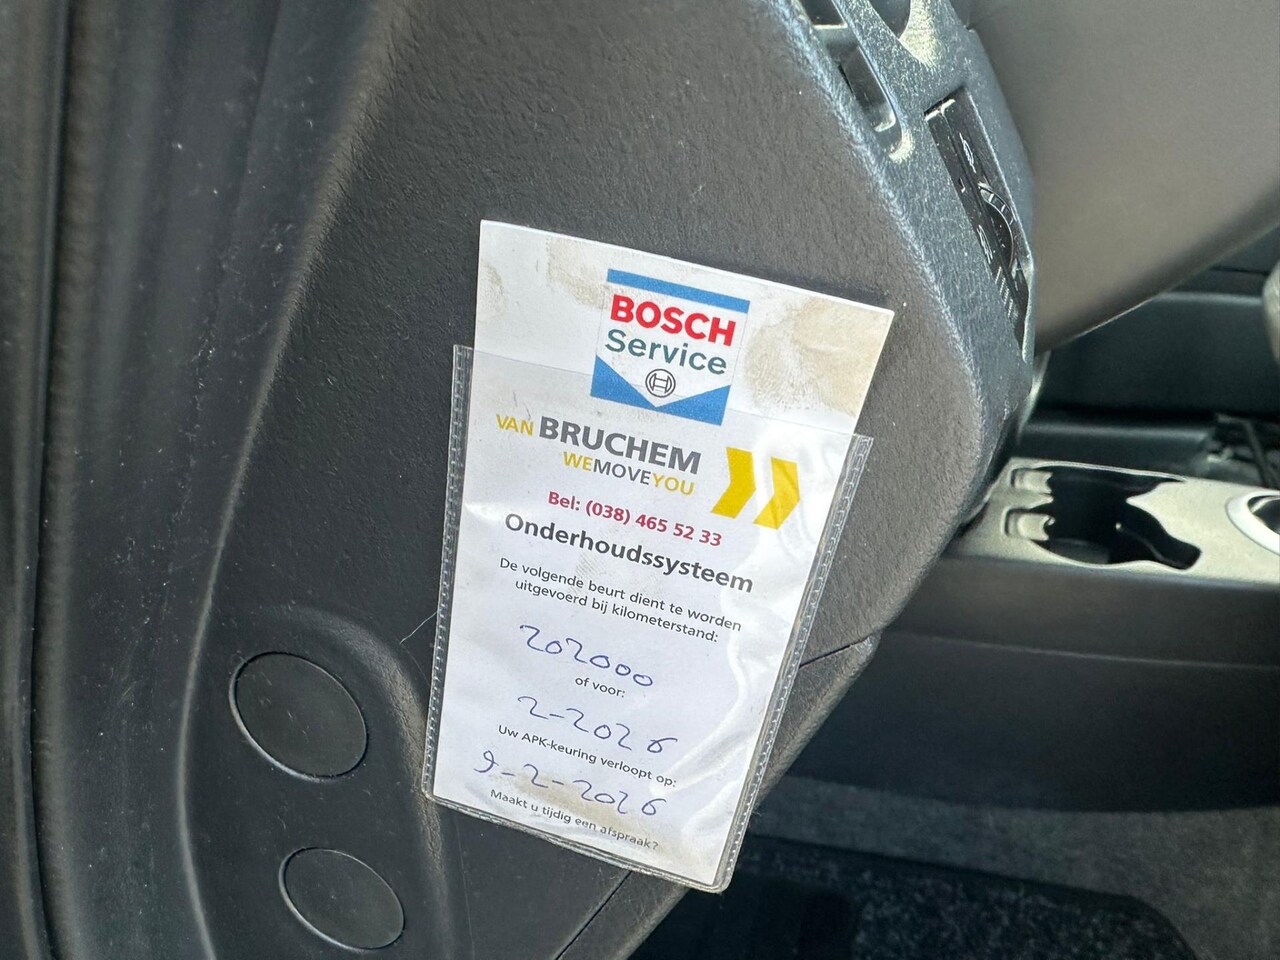 BOSCH
Service
VAN BRUCHEM
WEMOVEYOU
Bel: (038) 465 52 33
Onderhoudssysteem
De volgende beurt dient te worden
uitgevoerd bij kilometerstand:
202000
of voor:
2-2026
Uw APK-keuring verloopt op:
9-2-2026
Maakt u tijdig een afspraak?